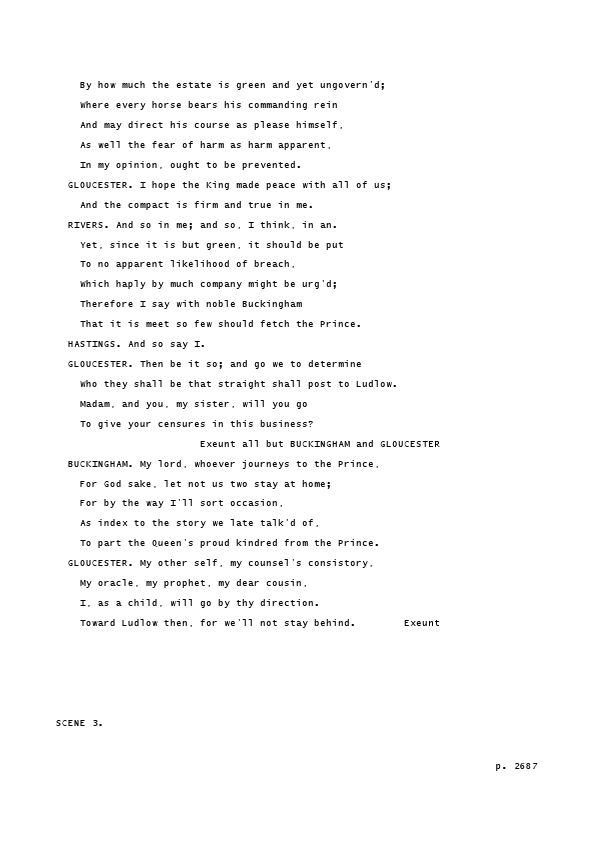 By how much the estate is green and yet ungovern'd;
Where every horse bears his commanding rein
And may direct his course as please himself,
As well the fear of harm as harm apparent,
In my opinion, ought to be prevented.
GLOUCESTER. I hope the King made peace with all of us;
And the compact is firm and true in me.
RIVERS. And so in me; and so, I think, in an.
Yet, since it is but green, it should be put
To no apparent likelihood of breach,
Which haply by much company might be urg'd;
Therefore I say with noble Buckingham
That it is meet so few should fetch the Prince.
HASTINGS. And so say I.
GLOUCESTER. Then be it so; and go we to determine
Who they shall be that straight shall post to Ludlow.
Madam, and you, my sister, will you go
To give your censures in this business?
Exeunt all but BUCKINGHAM and GLOUCESTER
BUCKINGHAM. My lord, whoever journeys to the Prince,
For God sake, let not us two stay at home;
For by the way I'll sort occasion,
As index to the story we late talk'd of,
To part the Queen's proud kindred from the Prince.
GLOUCESTER. My other self, my counsel's consistory,
My oracle, my prophet, my dear cousin,
I, as a child, will go by thy direction.
Toward Ludlow then, for we'll not stay behind. Exeunt
SCENE 3.
p. 2687